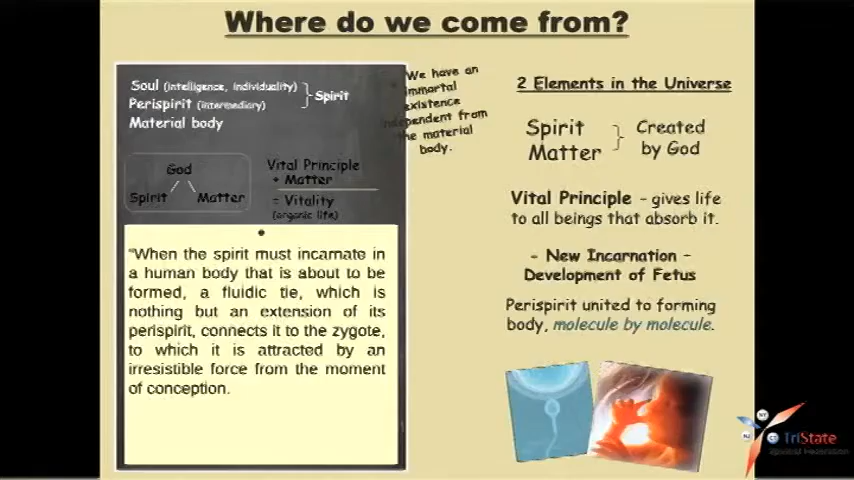 Where do we come from?
Soul (intelligence, individuality)
Perispirit (intermediary)
Spirit
Material body
God
Spirit Matter
Vital Principle
+ Matter
= Vitality
(organic life)
"When the spirit must incarnate in
a human body that is about to be
formed, a fluidic tie, which is
nothing but an extension of its
perispirit, connects it to the zygote,
to which it is attracted by an
irresistible force from the moment
of conception.
We have an
immortal
existence
independent from
the material
body.
2 Elements in the Universe
Spirit
Matter
Created
by God
Vital Principle - gives life
to all beings that absorb it.
- New Incarnation -
Development of Fetus
Perispirit united to forming
body, molecule by molecule.
NY
NJ
CT
TriState
Spiritist Federation